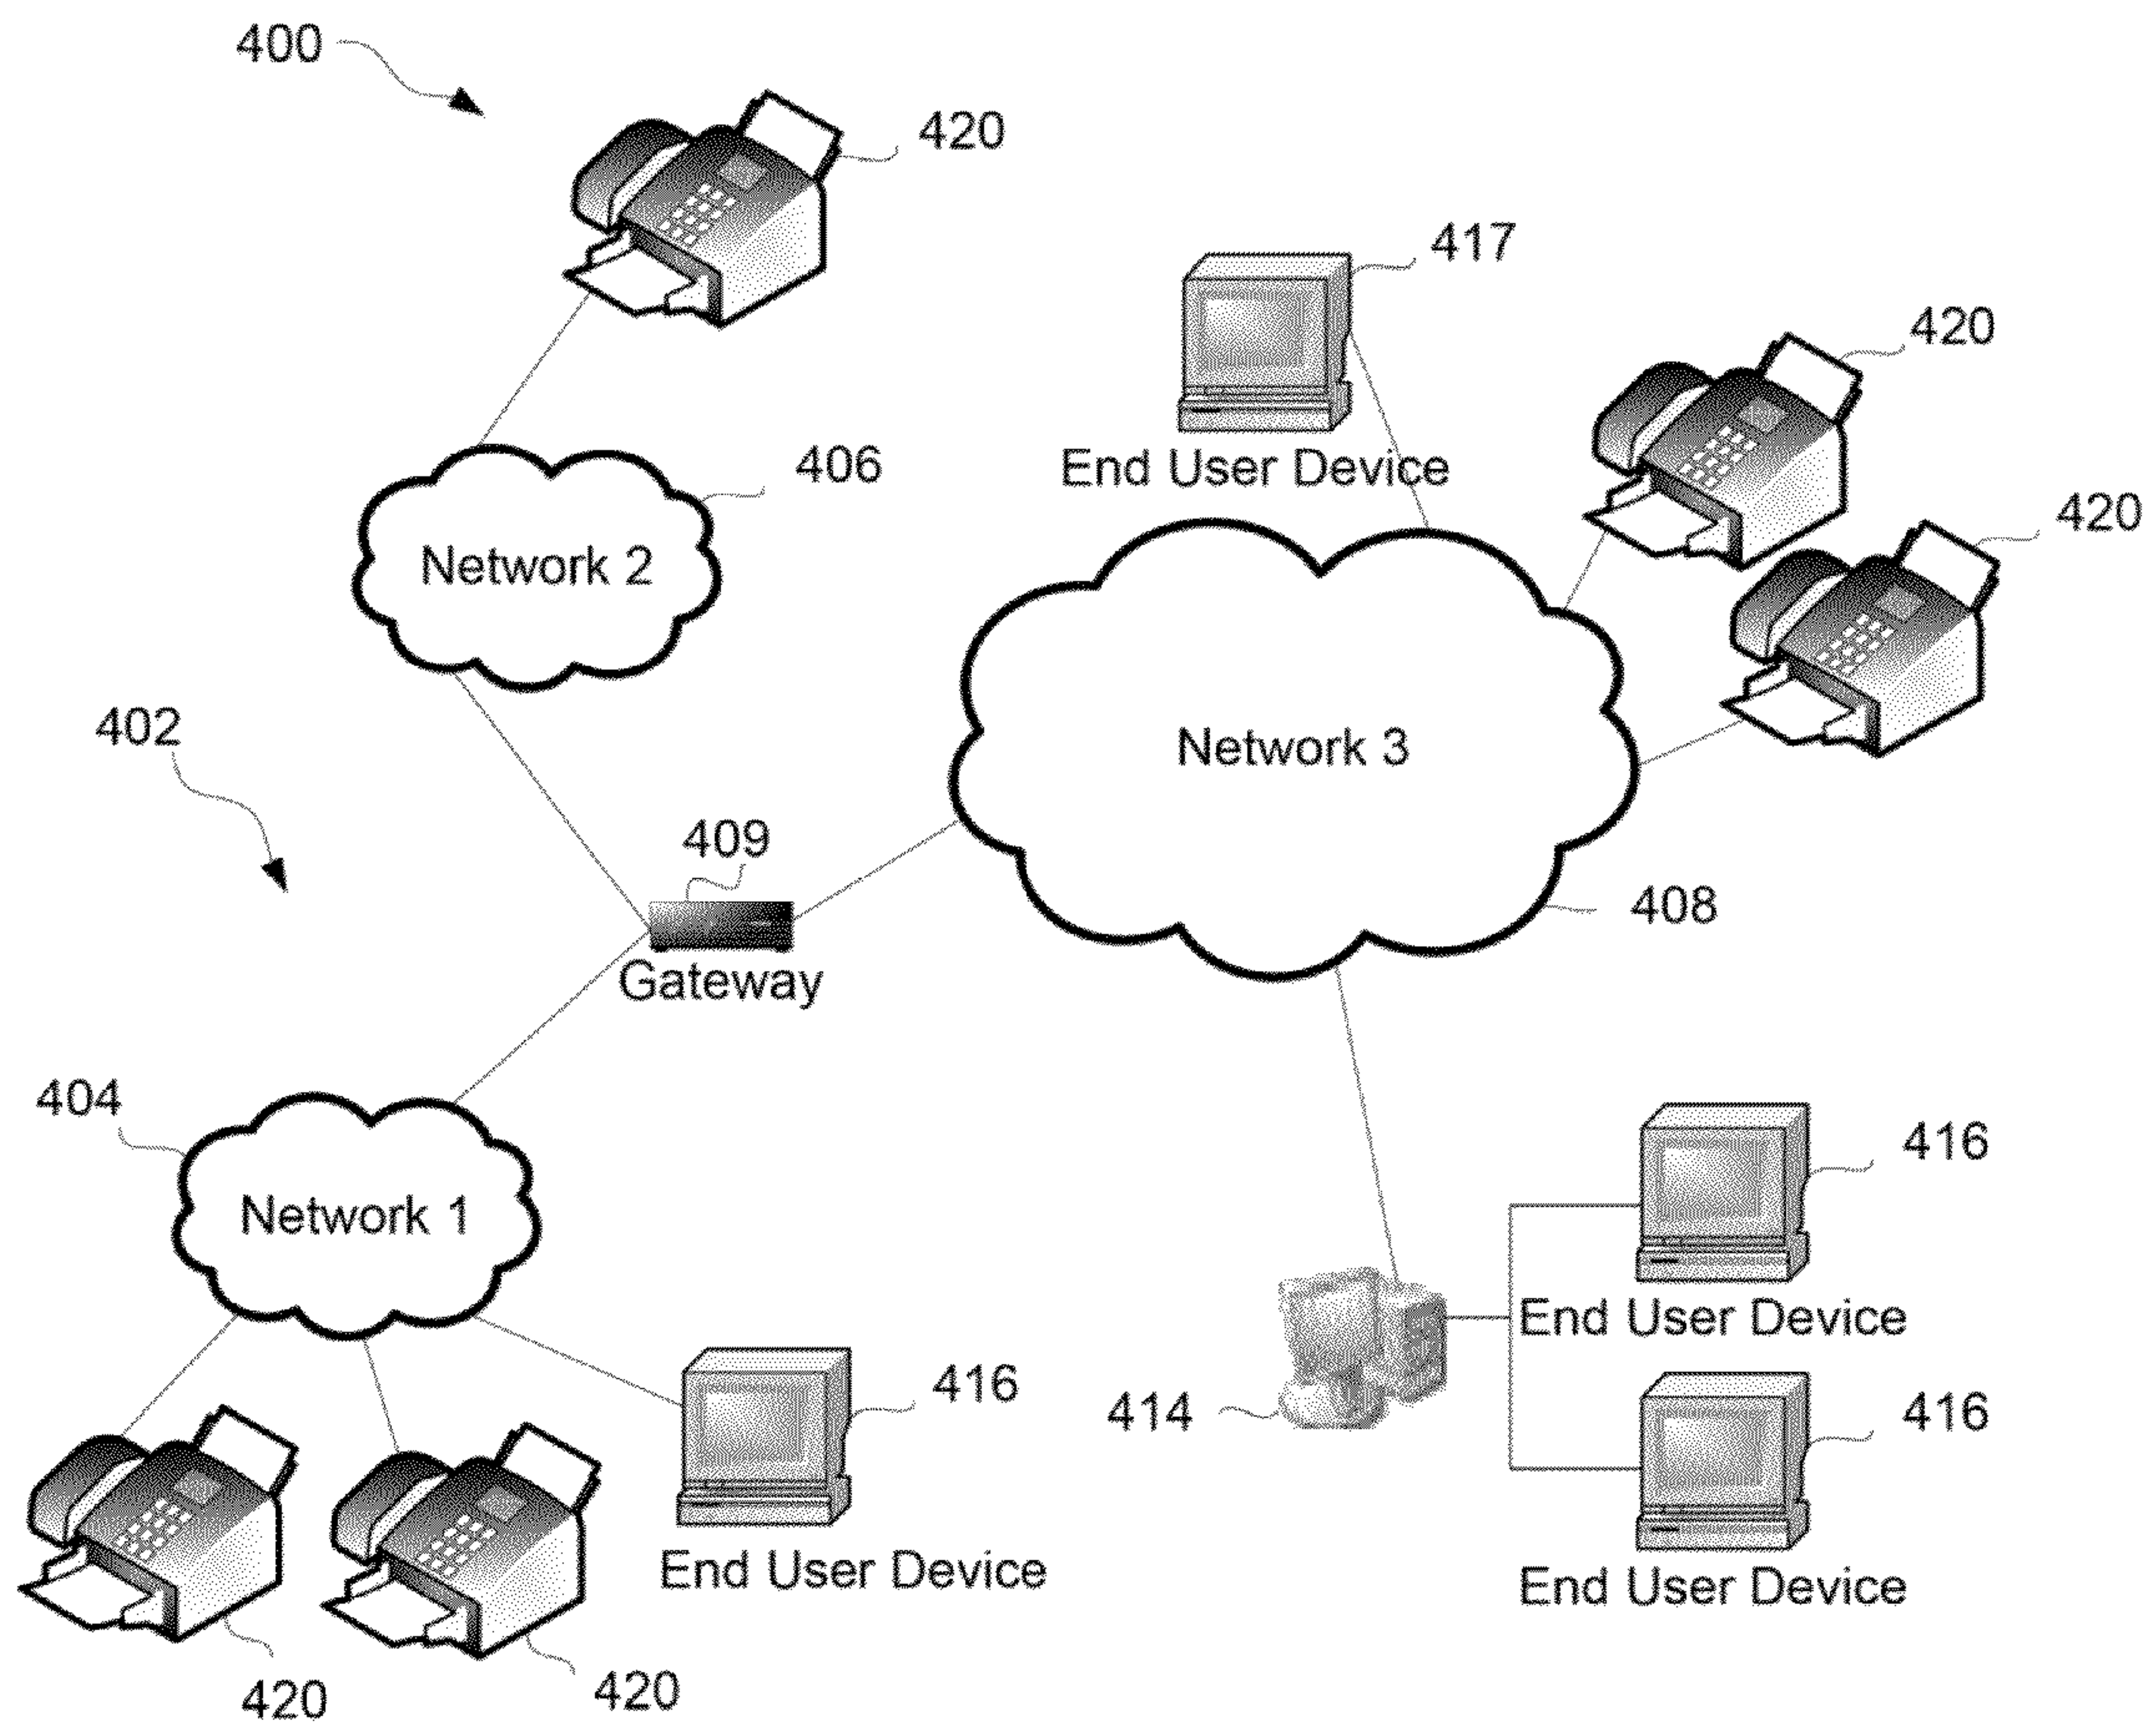 400
420
417
420
420
End User Device
406
Network 2
Network 3
402
409
408
Gateway
404
416
Network 1
End User Device
416
414
416
End User Device
End User Device
420
420